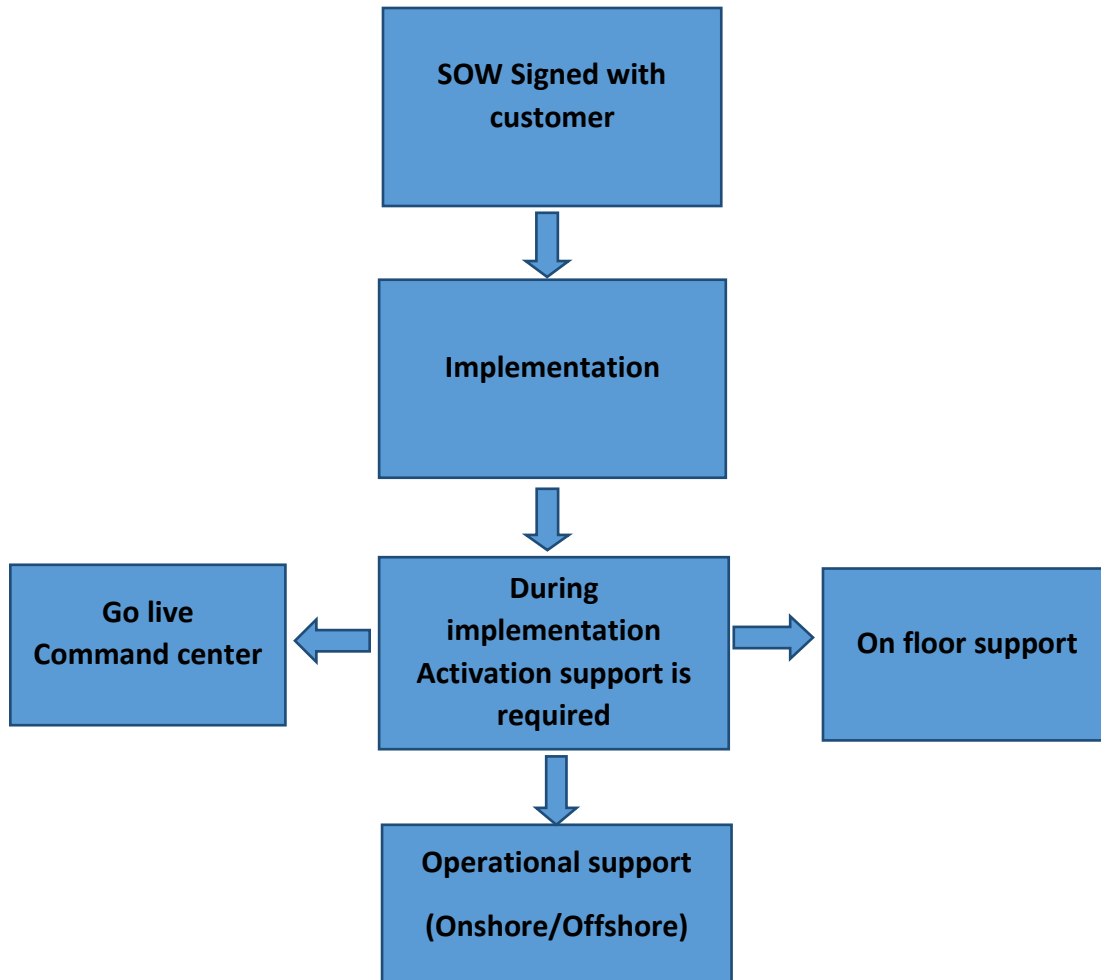 SOW Signed with
customer
Implementation
Go live
Command center
During
implementation
Activation support is
required
On floor support
Operational support
(Onshore/Offshore)